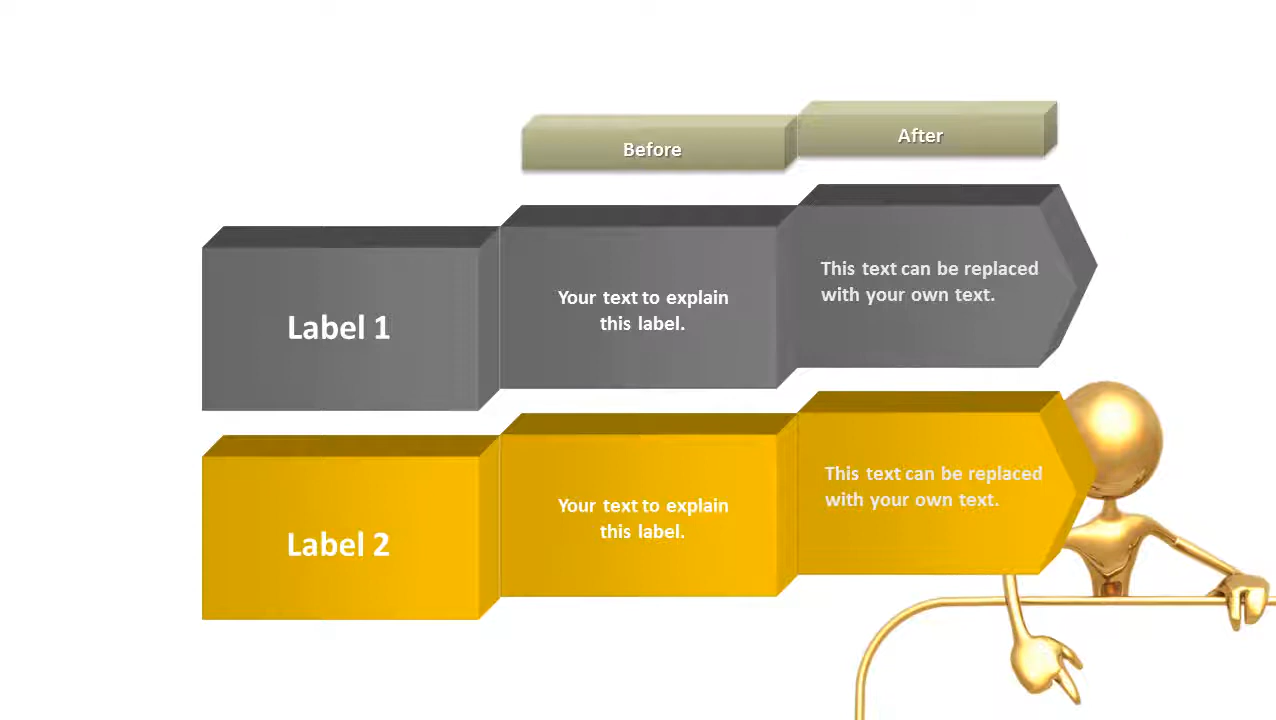 Before
After
Label 1
Your text to explain
this label.
This text can be replaced
with your own text.
Label 2
Your text to explain
this label.
This text can be replaced
with your own text.